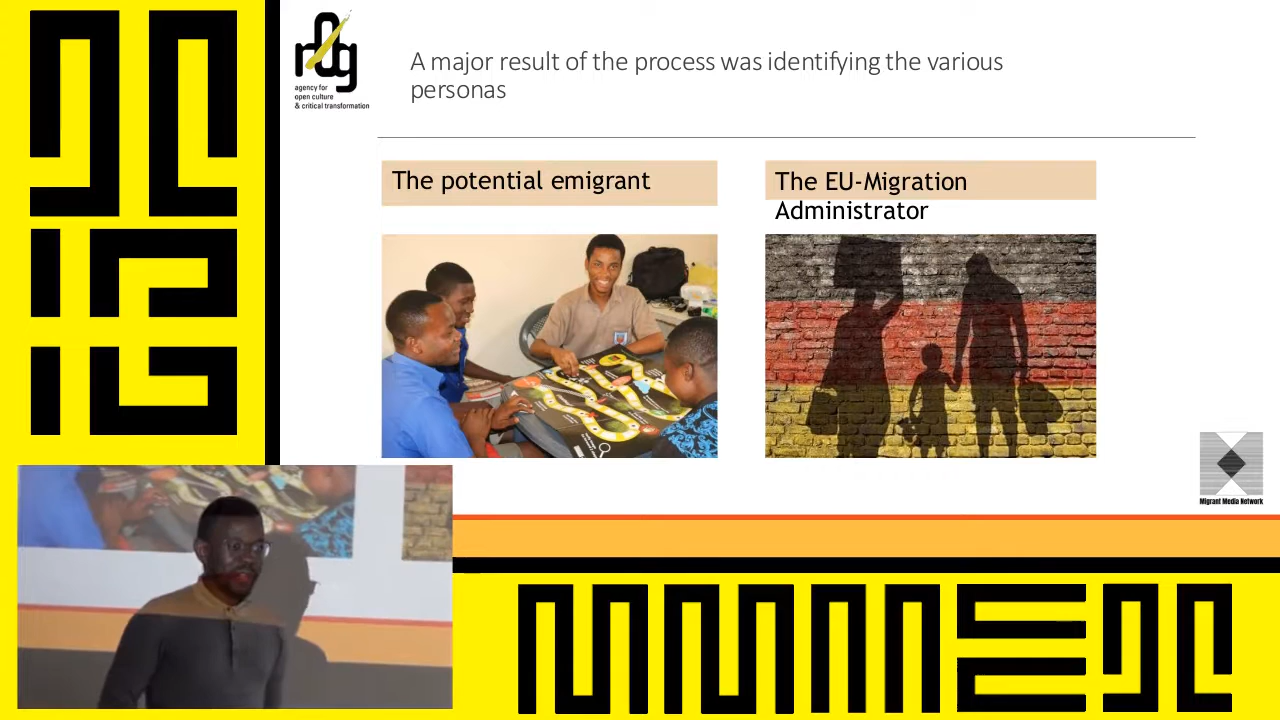 rog
agency for
open culture
& critical transformation
A major result of the process was identifying the various
personas
The potential emigrant
The EU-Migration
Administrator
Migrant Media Network